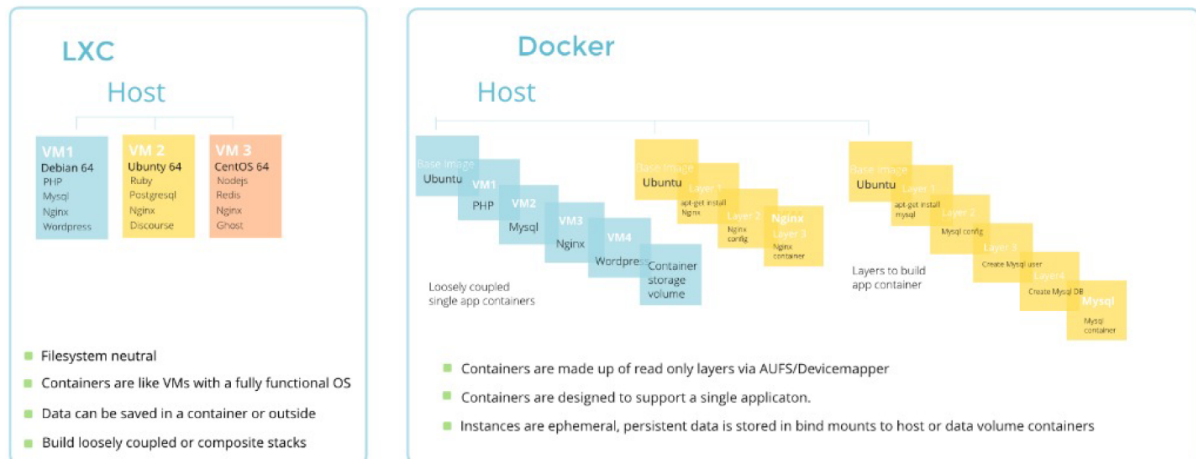 LXC
Host
VM1
Debian 64
PHP
Mysql
Nginx
Wordpress
VM 2
Ubunty 64
Ruby
Postgresql
Nginx
Discourse
VM 3
CentOS 64
Nodejs
Redis
Nginx
Ghost
Filesystem neutral
Containers are like VMs with a fully functional OS
Data can be saved in a container or outside
Build loosely coupled or composite stacks
Docker
Host
Base Image
Ubuntu
VM1
PHP
VM2
Mysql
VM3
Nginx
VM4
Wordpress
Container
storage
volume
Loosely coupled
single app containers
Base Image
Ubuntu
Layer 1
apt-get install
Nginx
Layer 2
Nginx
config
Nginx
Layer 3
Nginx
container
Base Image
Ubuntu
Layer 1
apt-get install
mysql
Layer 2
Mysql config
Layer 3
Create Mysql user
Layer4
Create Mysql DB
Mysql
Mysql
container
Layers to build
app container
Containers are made up of read only layers via AUFS/Devicemapper
Containers are designed to support a single applicaton.
Instances are ephemeral, persistent data is stored in bind mounts to host or data volume containers